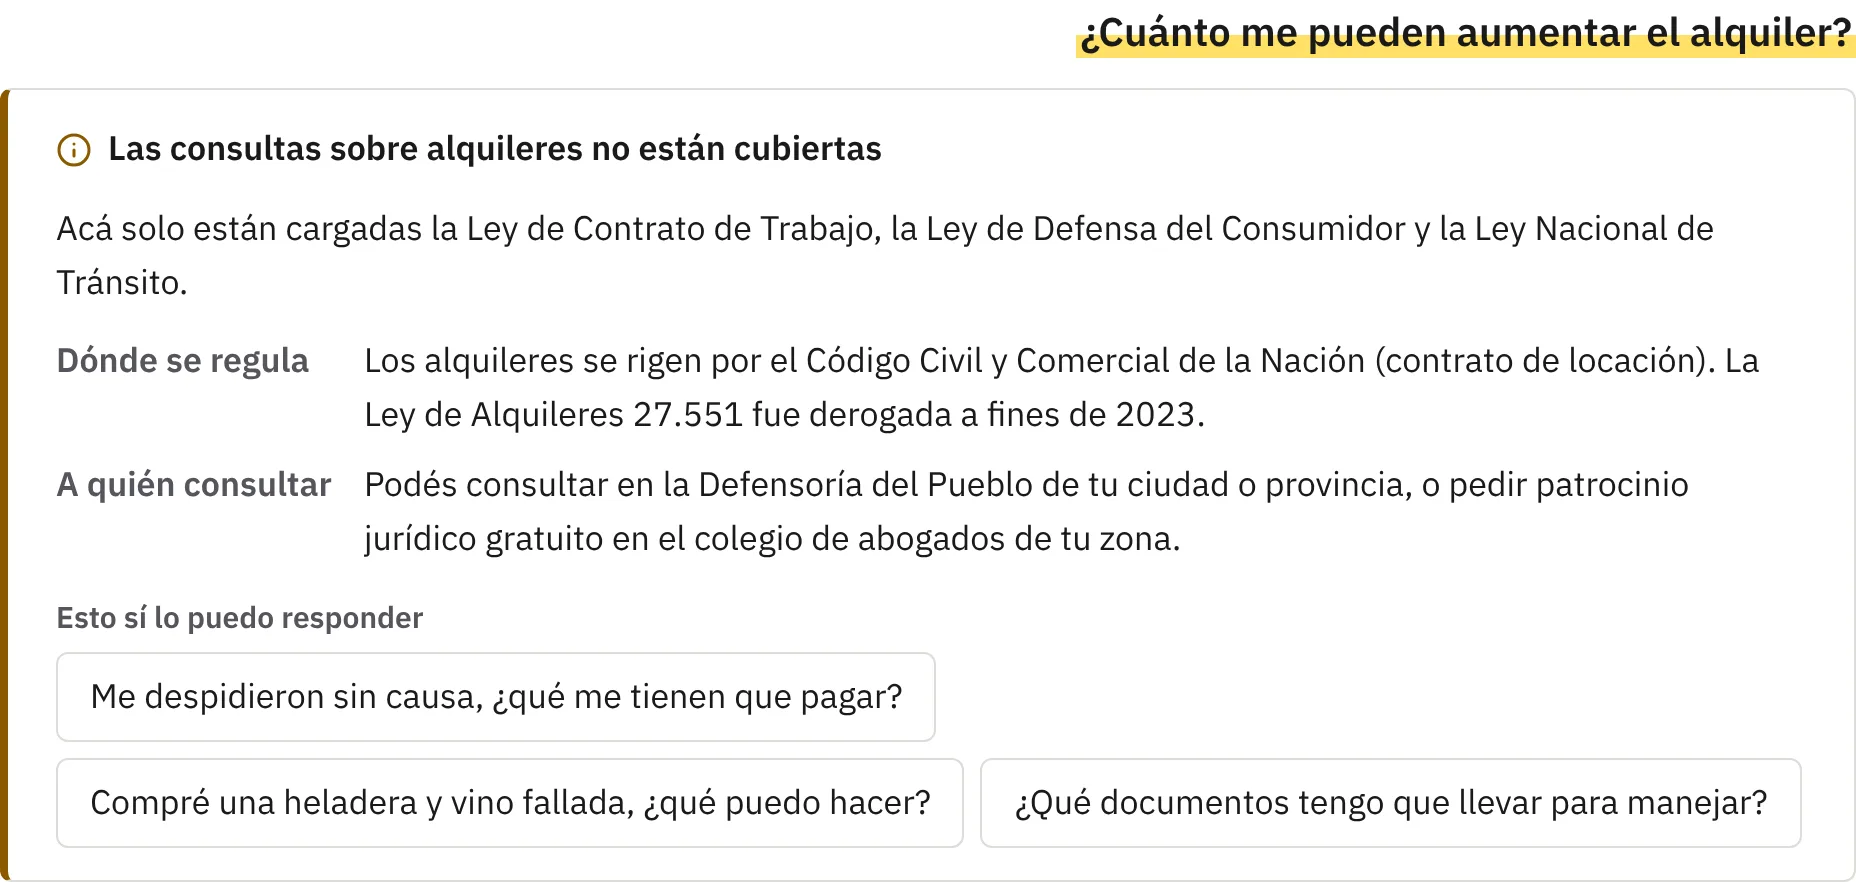 ¿Cuánto me pueden aumentar el alquiler?
Las consultas sobre alquileres no están cubiertas
Acá solo están cargadas la Ley de Contrato de Trabajo, la Ley de Defensa del Consumidor y la Ley Nacional de
Tránsito.
Dónde se regula
Los alquileres se rigen por el Código Civil y Comercial de la Nación (contrato de locación). La
Ley de Alquileres 27.551 fue derogada a fines de 2023.
A quién consultar
Podés consultar en la Defensoría del Pueblo de tu ciudad o provincia, o pedir patrocinio
jurídico gratuito en el colegio de abogados de tu zona.
Esto sí lo puedo responder
Me despidieron sin causa, ¿qué me tienen que pagar?
Compré una heladera y vino fallada, ¿qué puedo hacer?
¿Qué documentos tengo que llevar para manejar?